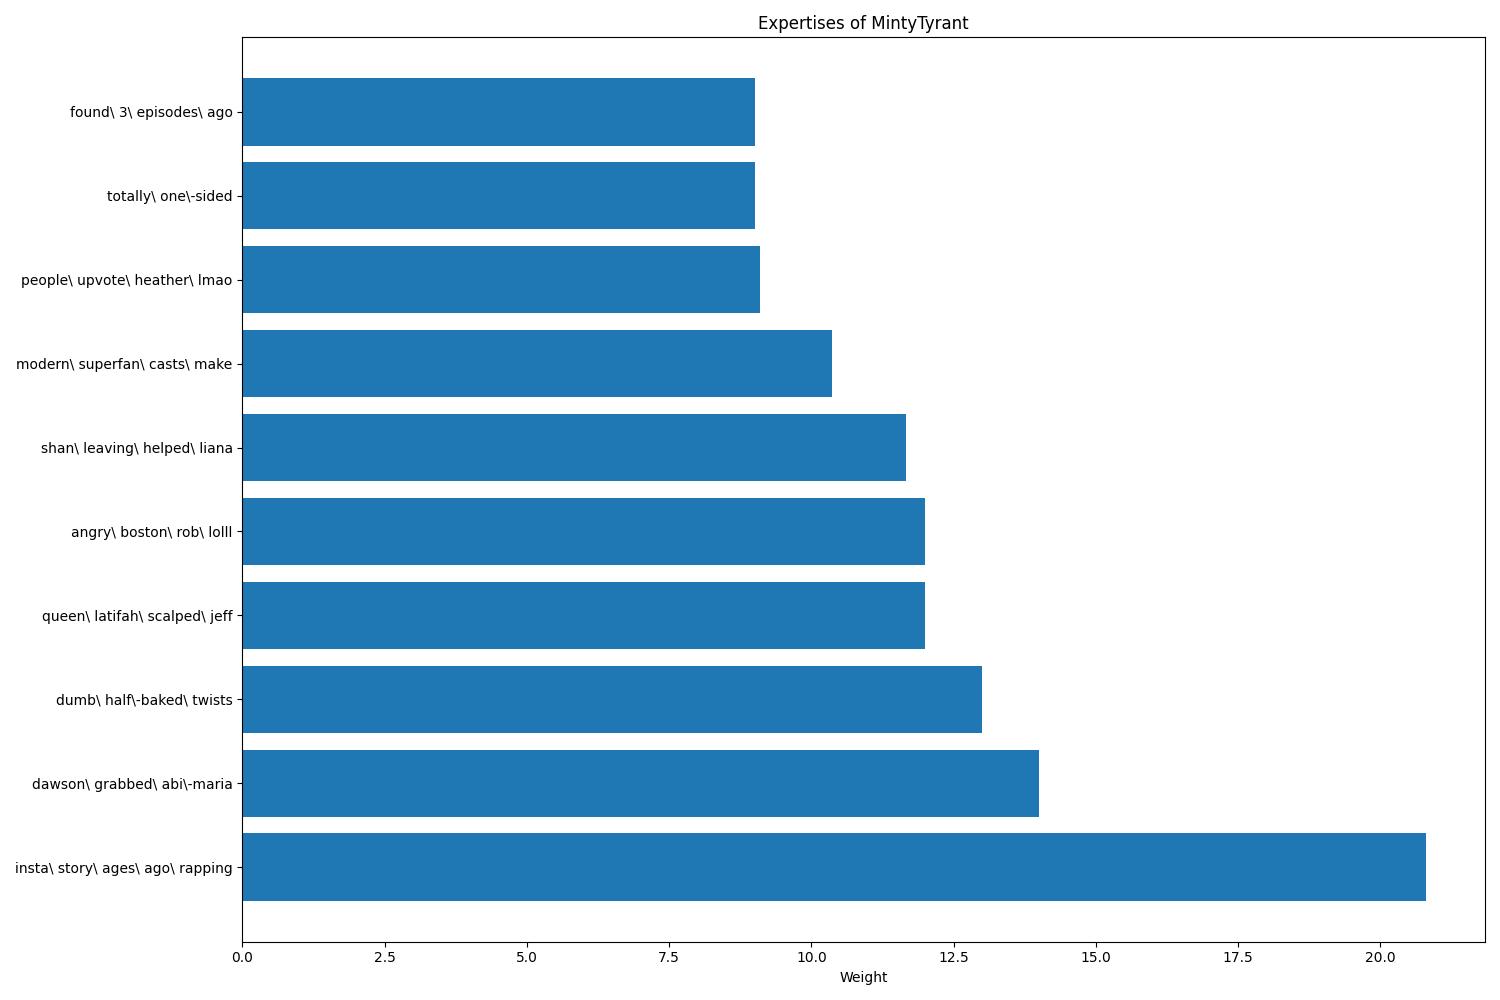 Expertises of MintyTyrant
found\ 3\ episodes\ ago
totally\ one\-sided
people\ upvote\ heather\ lmao
modern\ superfan\ casts\ make
shan\ leaving\ helped\ liana
angry\ boston\ rob\ lolll
queen\ latifah\ scalped\ jeff
dumb\ half\-baked\ twists
dawson\ grabbed\ abi\-maria
insta\ story\ ages\ ago\ rapping
0.0 2.5 5.0 7.5 10.0 12.5 15.0 17.5 20.0
Weight